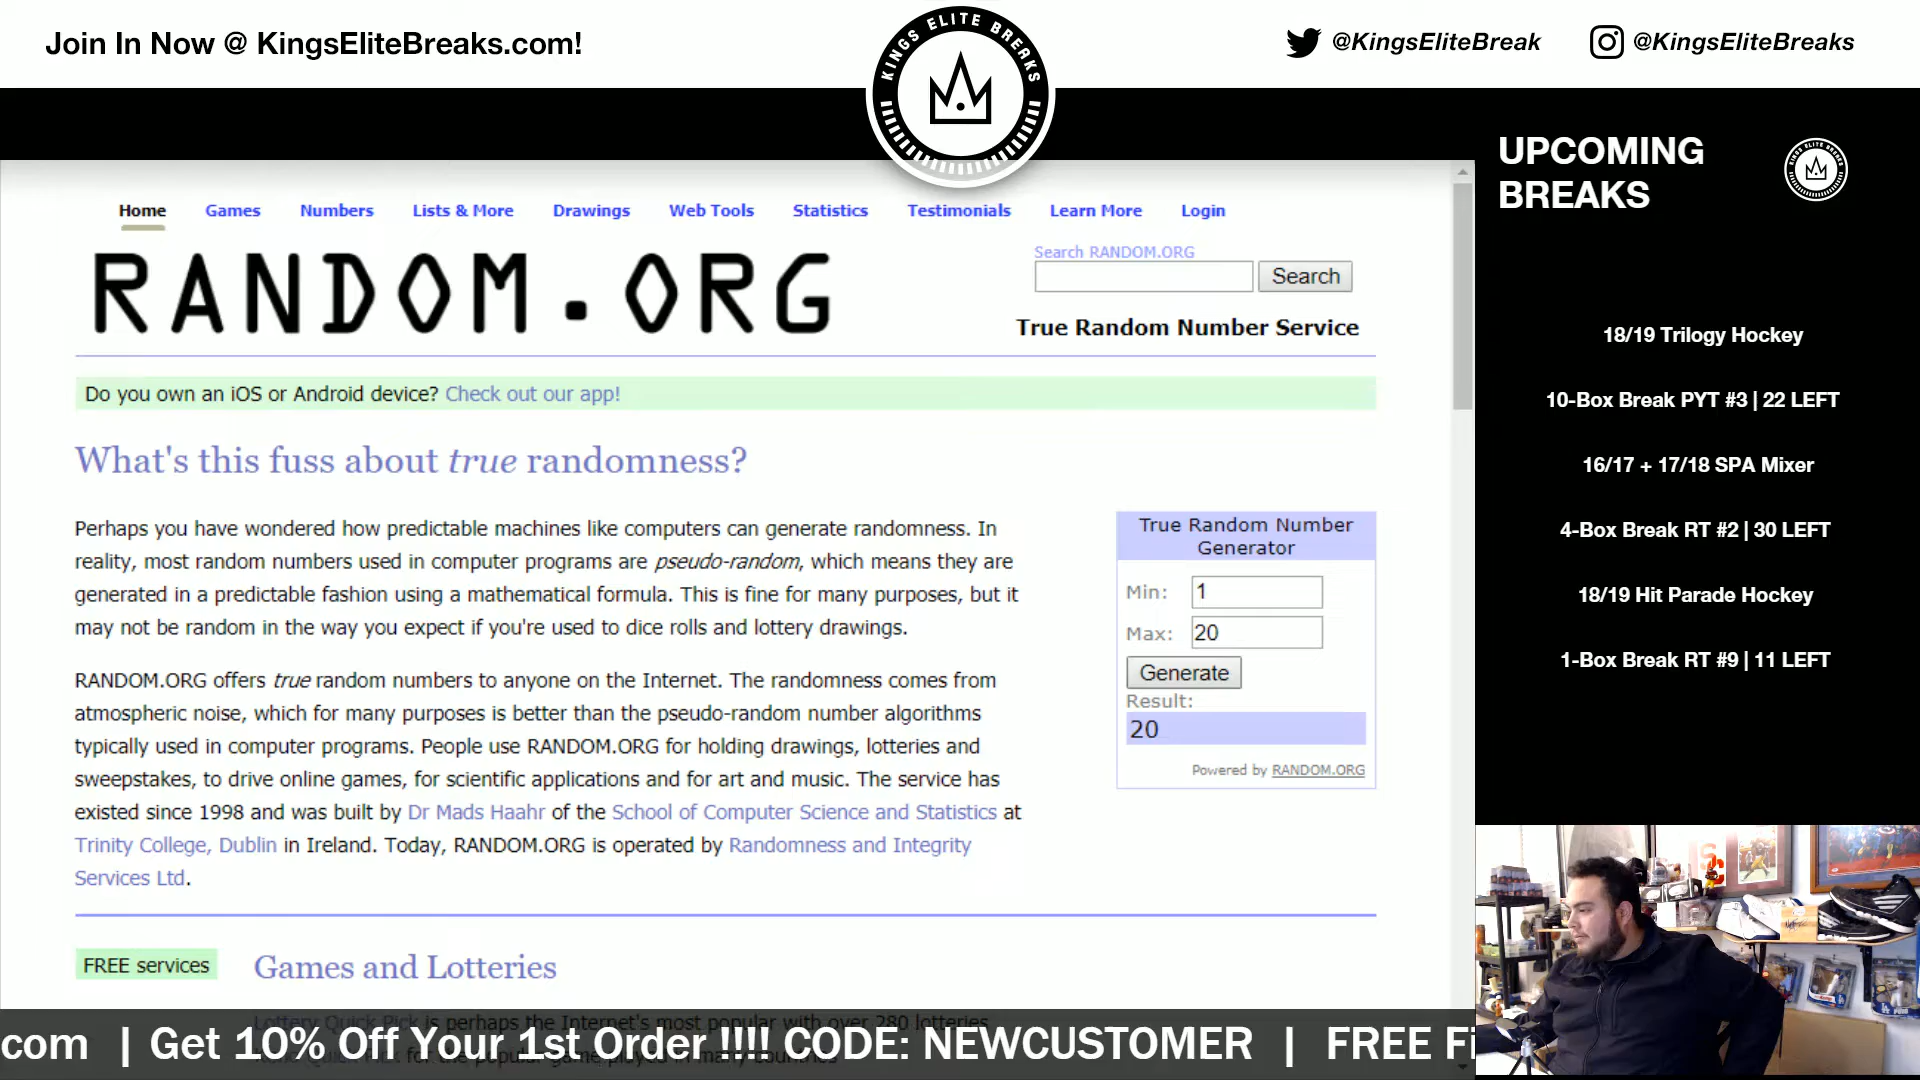 Join In Now @ KingsEliteBreaks.com!
KINGS ELITE BREAKS
@KingsEliteBreak
@KingsEliteBreaks
UPCOMING
BREAKS
KINGS ELITE BREAKS
18/19 Trilogy Hockey
10-Box Break PYT #3 | 22 LEFT
16/17 + 17/18 SPA Mixer
4-Box Break RT #2 | 30 LEFT
18/19 Hit Parade Hockey
1-Box Break RT #9 | 11 LEFT
Home Games Numbers Lists & More Drawings Web Tools Statistics Testimonials Learn More Login
RANDOM.ORG
Search RANDOM.ORG
Search
True Random Number Service
Do you own an iOS or Android device? Check out our app!
What's this fuss about true randomness?
Perhaps you have wondered how predictable machines like computers can generate randomness. In
reality, most random numbers used in computer programs are pseudo-random, which means they are
generated in a predictable fashion using a mathematical formula. This is fine for many purposes, but it
may not be random in the way you expect if you're used to dice rolls and lottery drawings.
RANDOM.ORG offers true random numbers to anyone on the Internet. The randomness comes from
atmospheric noise, which for many purposes is better than the pseudo-random number algorithms
typically used in computer programs. People use RANDOM.ORG for holding drawings, lotteries and
sweepstakes, to drive online games, for scientific applications and for art and music. The service has
existed since 1998 and was built by Dr Mads Haahr of the School of Computer Science and Statistics at
Trinity College, Dublin in Ireland. Today, RANDOM.ORG is operated by Randomness and Integrity
Services Ltd.
True Random Number
Generator
Min: 1
Max: 20
Generate
Result:
20
Powered by RANDOM.ORG
FREE services
Games and Lotteries
Lottery Quick Pick is perhaps the Internet's most popular with over 280 lotteries
com | Get 10% Off Your 1st Order !!!! CODE: NEWCUSTOMER | FREE Fi